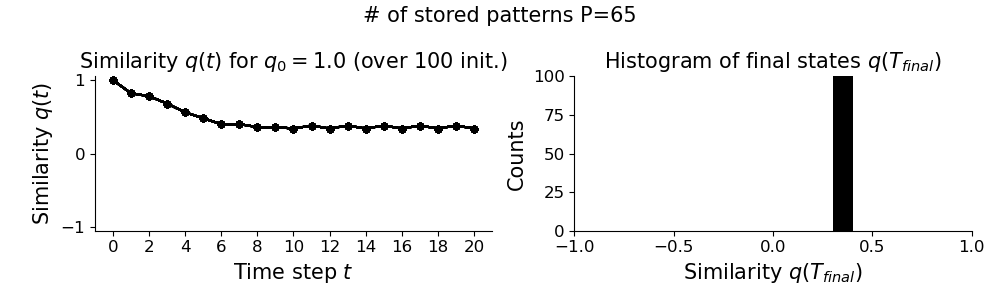 # of stored patterns P=65
Similarity q(t) for q₀ = 1.0 (over 100 init.)
Similarity q(t)
1
0
−1
0 2 4 6 8 10 12 14 16 18 20
Time step t
Histogram of final states q(T_final)
Counts
100
75
50
25
0
−1.0 −0.5 0.0 0.5 1.0
Similarity q(T_final)